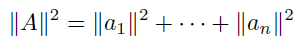 ‖A‖² = ‖a₁‖² + ⋯ + ‖aₙ‖²